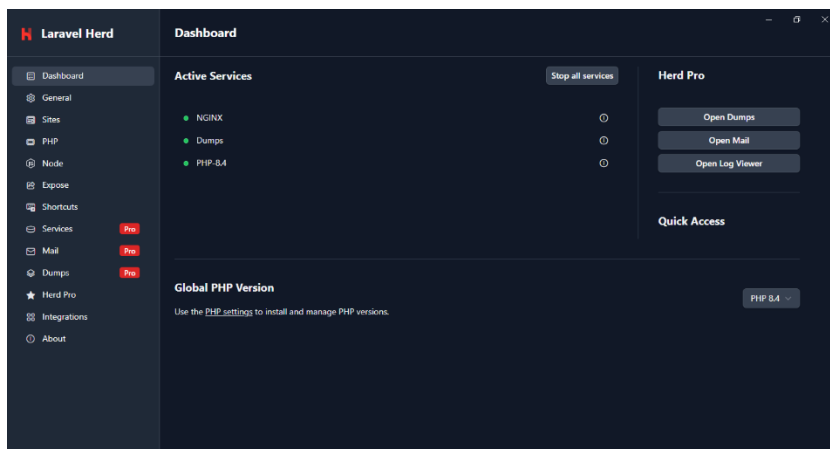 Laravel Herd
Dashboard
General
Sites
PHP
Node
Expose
Shortcuts
Services Pro
Mail Pro
Dumps Pro
Herd Pro
Integrations
About
Dashboard
Active Services
Stop all services
NGINX
Dumps
PHP-8.4
Herd Pro
Open Dumps
Open Mail
Open Log Viewer
Quick Access
Global PHP Version
Use the PHP settings to install and manage PHP versions.
PHP 8.4